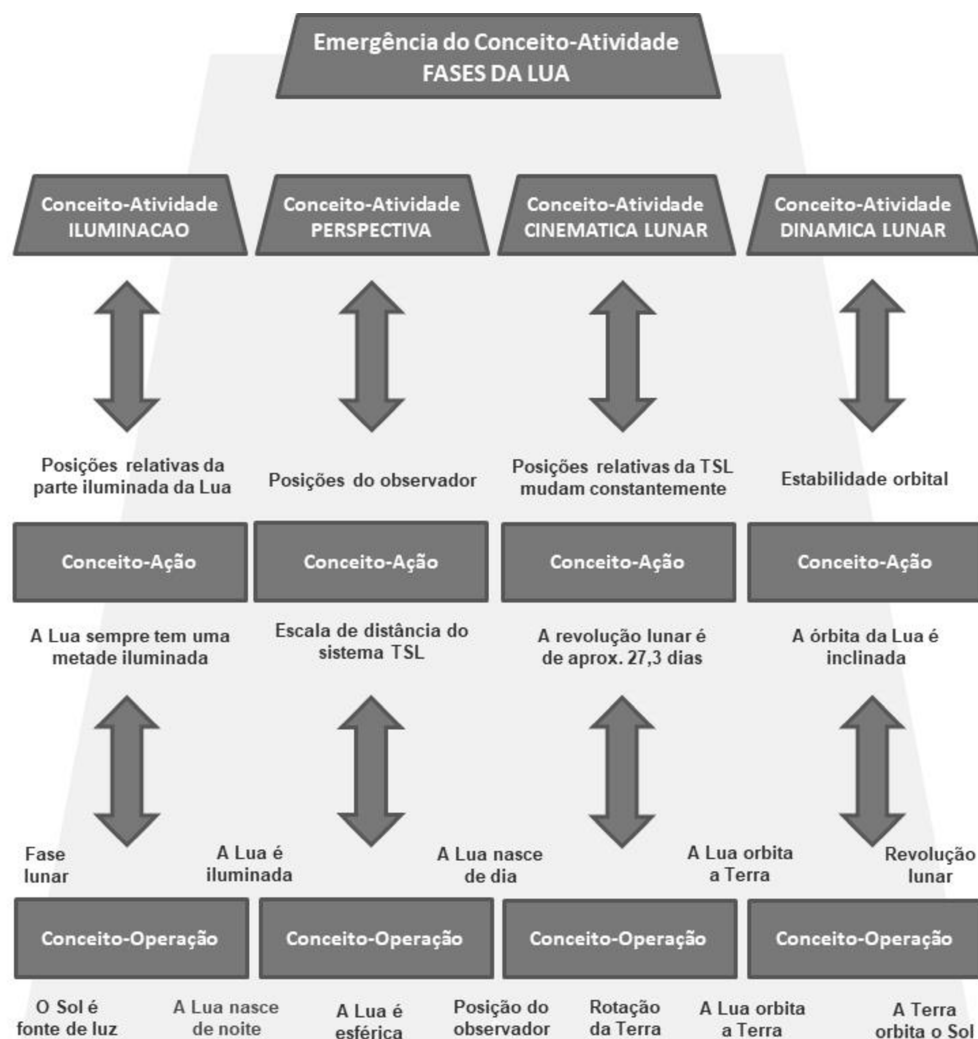 Emergência do Conceito-Atividade
FASES DA LUA
Conceito-Atividade
ILUMINACAO
Conceito-Atividade
PERSPECTIVA
Conceito-Atividade
CINEMATICA LUNAR
Conceito-Atividade
DINAMICA LUNAR
Posições relativas da
parte iluminada da Lua
Posições do observador
Posições relativas da TSL
mudam constantemente
Estabilidade orbital
Conceito-Ação
Conceito-Ação
Conceito-Ação
Conceito-Ação
A Lua sempre tem uma
metade iluminada
Escala de distância do
sistema TSL
A revolução lunar é
de aprox. 27,3 dias
A órbita da Lua é
inclinada
Fase
lunar
A Lua é
iluminada
A Lua nasce
de dia
A Lua orbita
a Terra
Revolução
lunar
Conceito-Operação
Conceito-Operação
Conceito-Operação
Conceito-Operação
O Sol é
fonte de luz
A Lua nasce
de noite
A Lua é
esférica
Posição do
observador
Rotação
da Terra
A Lua orbita
a Terra
A Terra
orbita o Sol